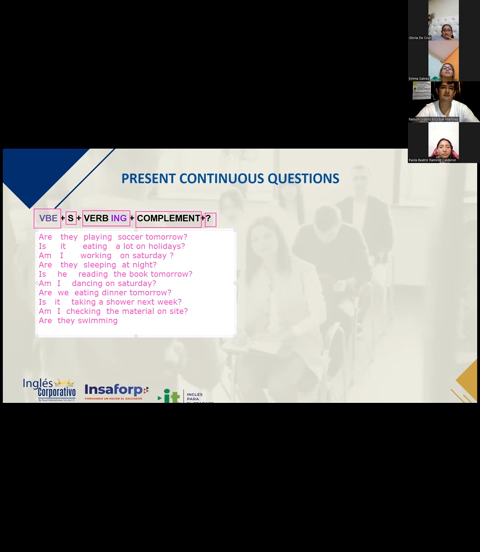 PRESENT CONTINUOUS QUESTIONS
VBE + S + VERB ING + COMPLEMENT+?
Are they playing soccer tomorrow?
Is it eating a lot on holidays?
Am I working on saturday ?
Are they sleeping at night?
Is he reading the book tomorrow?
Am I dancing on saturday?
Are we eating dinner tomorrow?
Is it taking a shower next week?
Am I checking the material on site?
Are they swimming
Inglés
Corporativo
Insaforp
it
INGLÉS
PARA